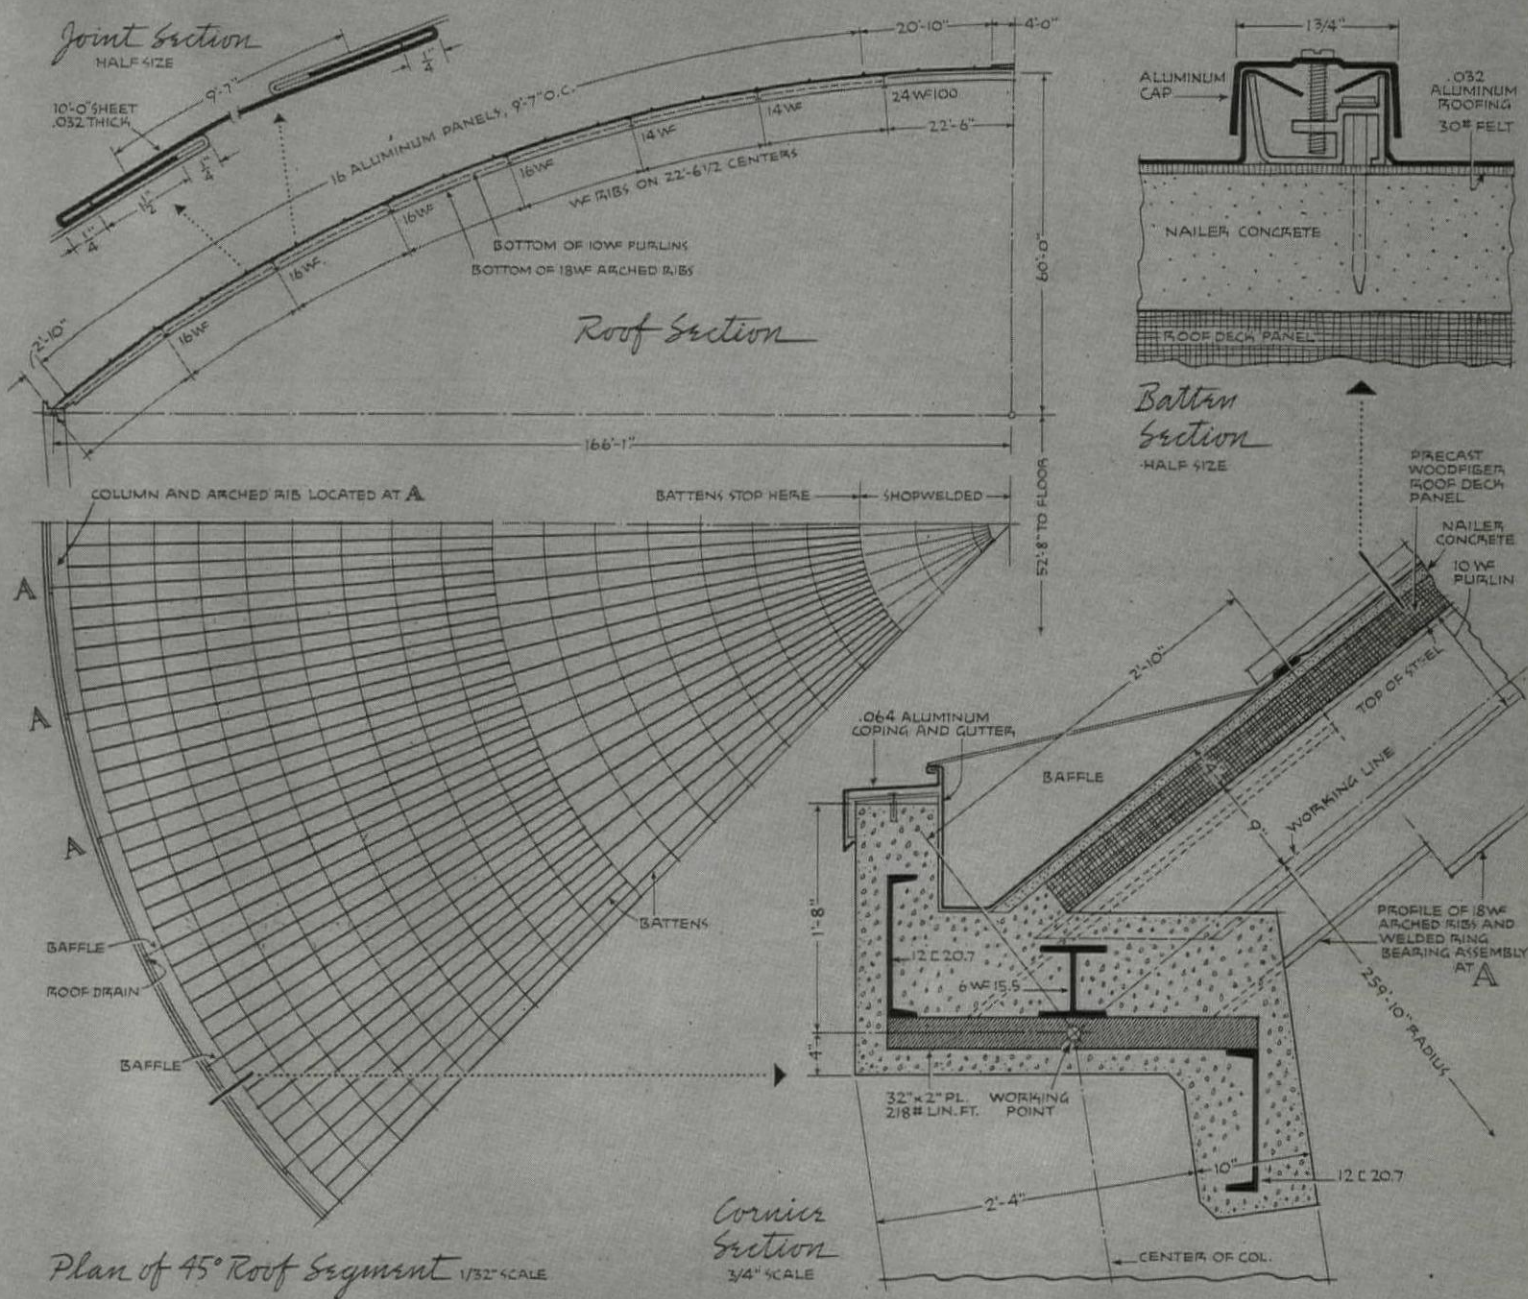 Joint Section
HALF SIZE
10'-0" SHEET
.032 THICK
9'-7"
1/4"
1/4"
1 1/2"
1/4"
16 ALUMINUM PANELS, 9'-7" O.C.
20'-10"
4'-0"
24 WF 100
22'-6"
14 WF
14 WF
16 WF
16 WF
16 WF
16 WF
WF RIBS ON 22'-6 1/2 CENTERS
BOTTOM OF 10WF PURLINS
BOTTOM OF 18WF ARCHED RIBS
2'-10"
Roof Section
60'-0"
166'-1"
52'-8" TO FLOOR
1 3/4"
ALUMINUM
CAP
.032
ALUMINUM
ROOFING
30# FELT
NAILER CONCRETE
ROOF DECK PANEL
Batten
Section
HALF SIZE
COLUMN AND ARCHED RIB LOCATED AT A
BATTENS STOP HERE
SHOPWELDED
A
A
A
BAFFLE
ROOF DRAIN
BAFFLE
BATTENS
Plan of 45° Roof Segment 1/32" SCALE
PRECAST
WOODFIBER
ROOF DECK
PANEL
NAILER
CONCRETE
10 WF
PURLIN
2'-10"
TOP OF STEEL
.064 ALUMINUM
COPING AND GUTTER
BAFFLE
4"
9"
WORKING LINE
1'-8"
4"
12 C 20.7
6 WF 15.5
PROFILE OF 18WF
ARCHED RIBS AND
WELDED RING
BEARING ASSEMBLY
AT A
259'-10" RADIUS
32" x 2" PL.
218# LIN. FT.
WORKING
POINT
10"
12 C 20.7
2'-4"
CENTER OF COL.
Cornice
Section
3/4" SCALE